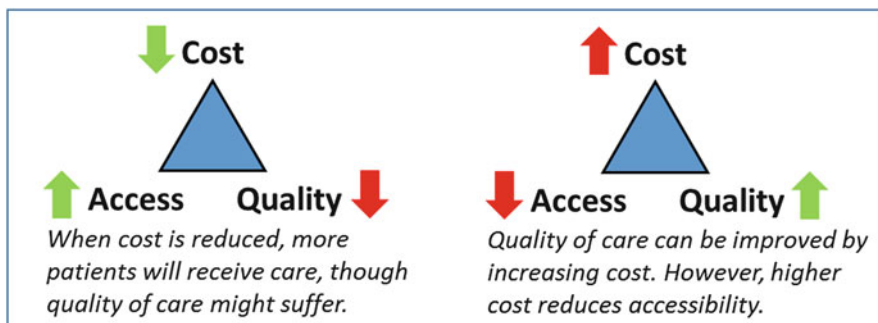 Cost
Access Quality
When cost is reduced, more
patients will receive care, though
quality of care might suffer.
Cost
Access Quality
Quality of care can be improved by
increasing cost. However, higher
cost reduces accessibility.